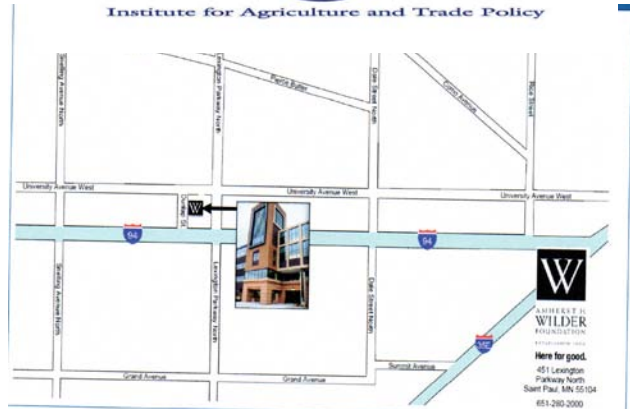 Institute for Agriculture and Trade Policy
Snelling Avenue North
Lexington Parkway North
Pierce Butler
Dale Street North
Como Avenue
Rice Street
University Avenue West
University Avenue West
University Avenue West
Dunlap St.
W
94
94
Snelling Avenue North
Lexington Parkway North
Dale Street North
W
AMHERST H.
WILDER
FOUNDATION
Here for good.
451 Lexington
Parkway North
Saint Paul, MN 55104
651-280-2000
Summit Avenue
Grand Avenue
Grand Avenue